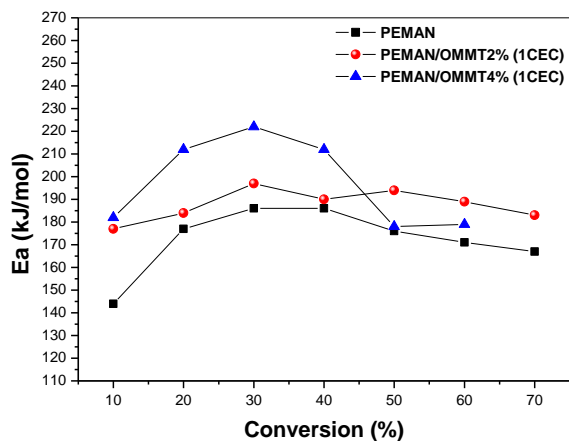 270
260
250
240
230
220
210
200
190
180
170
160
150
140
130
120
110
Ea (kJ/mol)
PEMAN
PEMAN/OMMT2% (1CEC)
PEMAN/OMMT4% (1CEC)
10 20 30 40 50 60 70
Conversion (%)